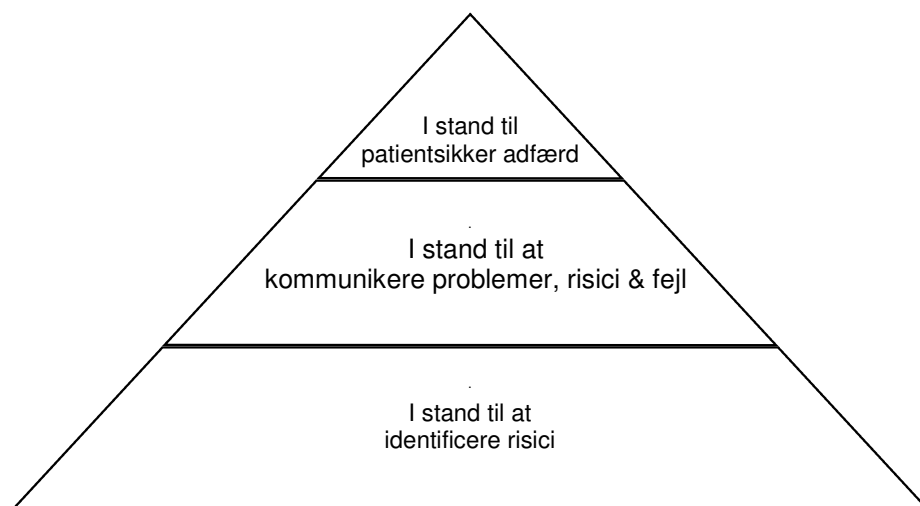 I stand til
patientsikker adfærd
I stand til at
kommunikere problemer, risici & fejl
I stand til at
identificere risici